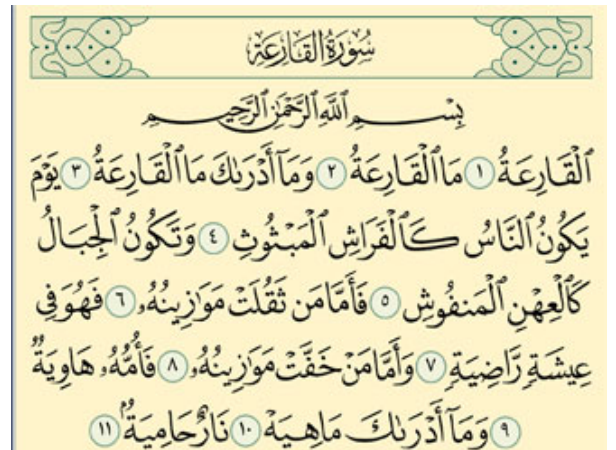 سُورَةُ القَارِعَةِ
بِسْمِ ٱللَّهِ ٱلرَّحْمَٰنِ ٱلرَّحِيمِ
ٱلْقَارِعَةُ ١ مَا ٱلْقَارِعَةُ ٢ وَمَآ أَدْرَىٰكَ مَا ٱلْقَارِعَةُ ٣ يَوْمَ
يَكُونُ ٱلنَّاسُ كَٱلْفَرَاشِ ٱلْمَبْثُوثِ ٤ وَتَكُونُ ٱلْجِبَالُ
كَٱلْعِهْنِ ٱلْمَنفُوشِ ٥ فَأَمَّا مَن ثَقُلَتْ مَوَٰزِينُهُۥ ٦ فَهُوَ فِى
عِيشَةٍ رَّاضِيَةٍ ٧ وَأَمَّا مَنْ خَفَّتْ مَوَٰزِينُهُۥ ٨ فَأُمُّهُۥ هَاوِيَةٌ
٩ وَمَآ أَدْرَىٰكَ مَا هِيَهْ ١٠ نَارٌ حَامِيَةٌۢ ١١